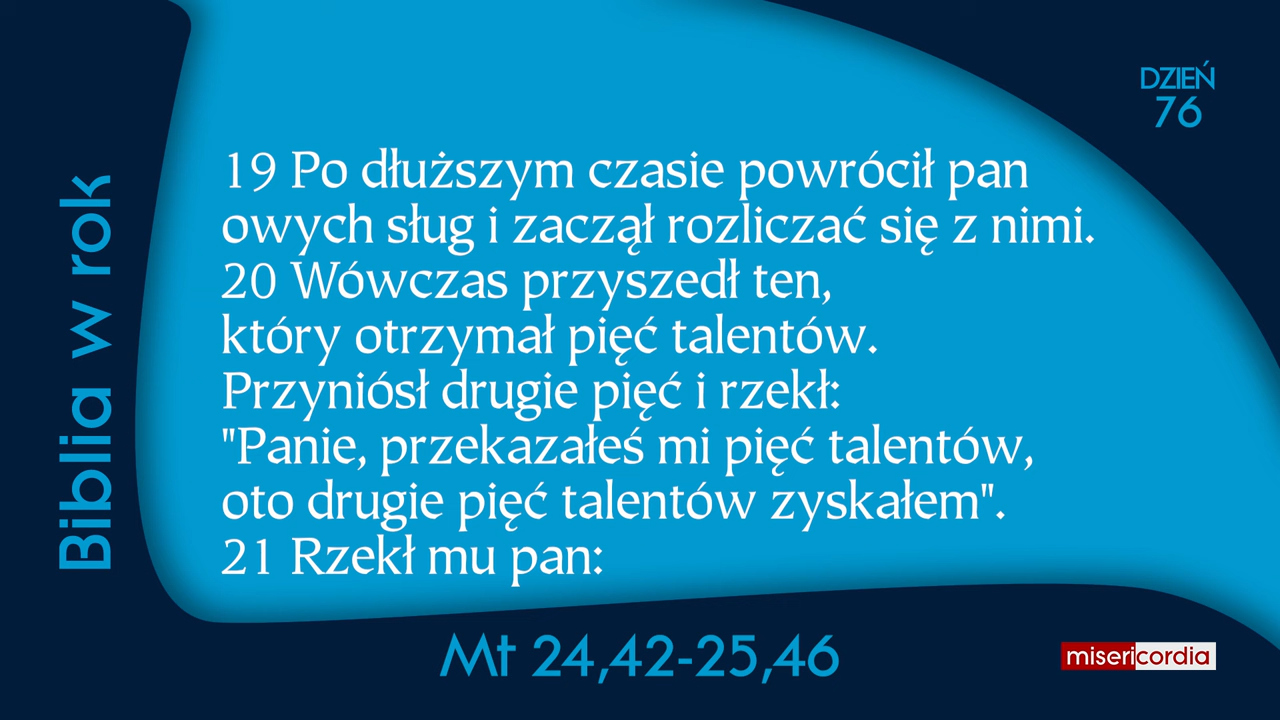 DZIEŃ
76
Biblia w rok
19 Po dłuższym czasie powrócił pan
owych sług i zaczął rozliczać się z nimi.
20 Wówczas przyszedł ten,
który otrzymał pięć talentów.
Przyniósł drugie pięć i rzekł:
"Panie, przekazałeś mi pięć talentów,
oto drugie pięć talentów zyskałem".
21 Rzekł mu pan:
Mt 24,42-25,46
misericordia